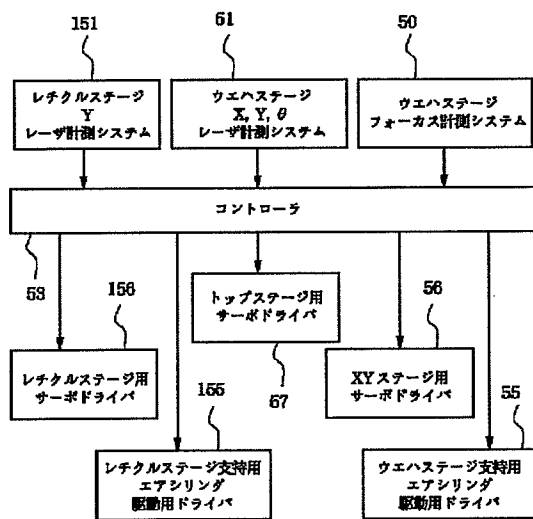 151
61
50
レチクルステージ
Y
レーザ計測システム
ウエハステージ
X, Y, θ
レーザ計測システム
ウエハステージ
フォーカス計測システム
コントローラ
53
156
トップステージ用
サーボドライバ
56
レチクルステージ用
サーボドライバ
57
XYステージ用
サーボドライバ
155
55
レチクルステージ支持用
エアシリンダ
駆動用ドライバ
ウエハステージ支持用
エアシリンダ
駆動用ドライバ